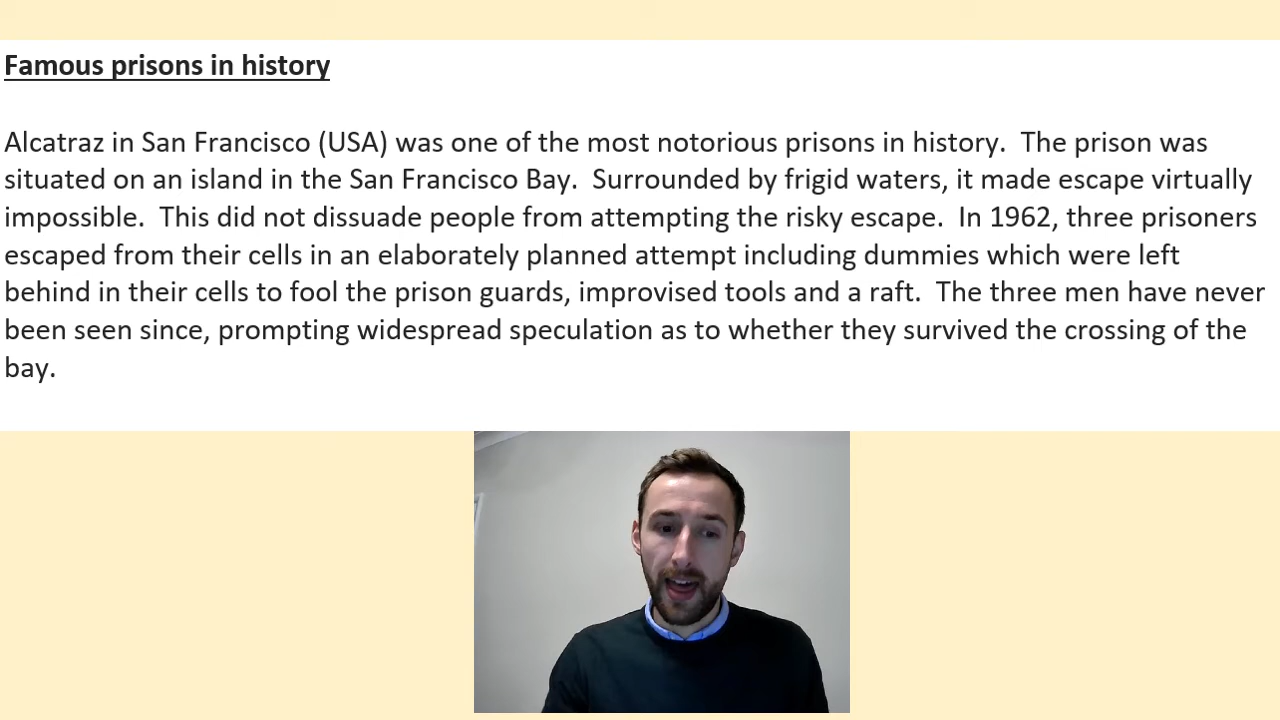 Famous prisons in history
Alcatraz in San Francisco (USA) was one of the most notorious prisons in history.  The prison was
situated on an island in the San Francisco Bay.  Surrounded by frigid waters, it made escape virtually
impossible.  This did not dissuade people from attempting the risky escape.  In 1962, three prisoners
escaped from their cells in an elaborately planned attempt including dummies which were left
behind in their cells to fool the prison guards, improvised tools and a raft.  The three men have never
been seen since, prompting widespread speculation as to whether they survived the crossing of the
bay.